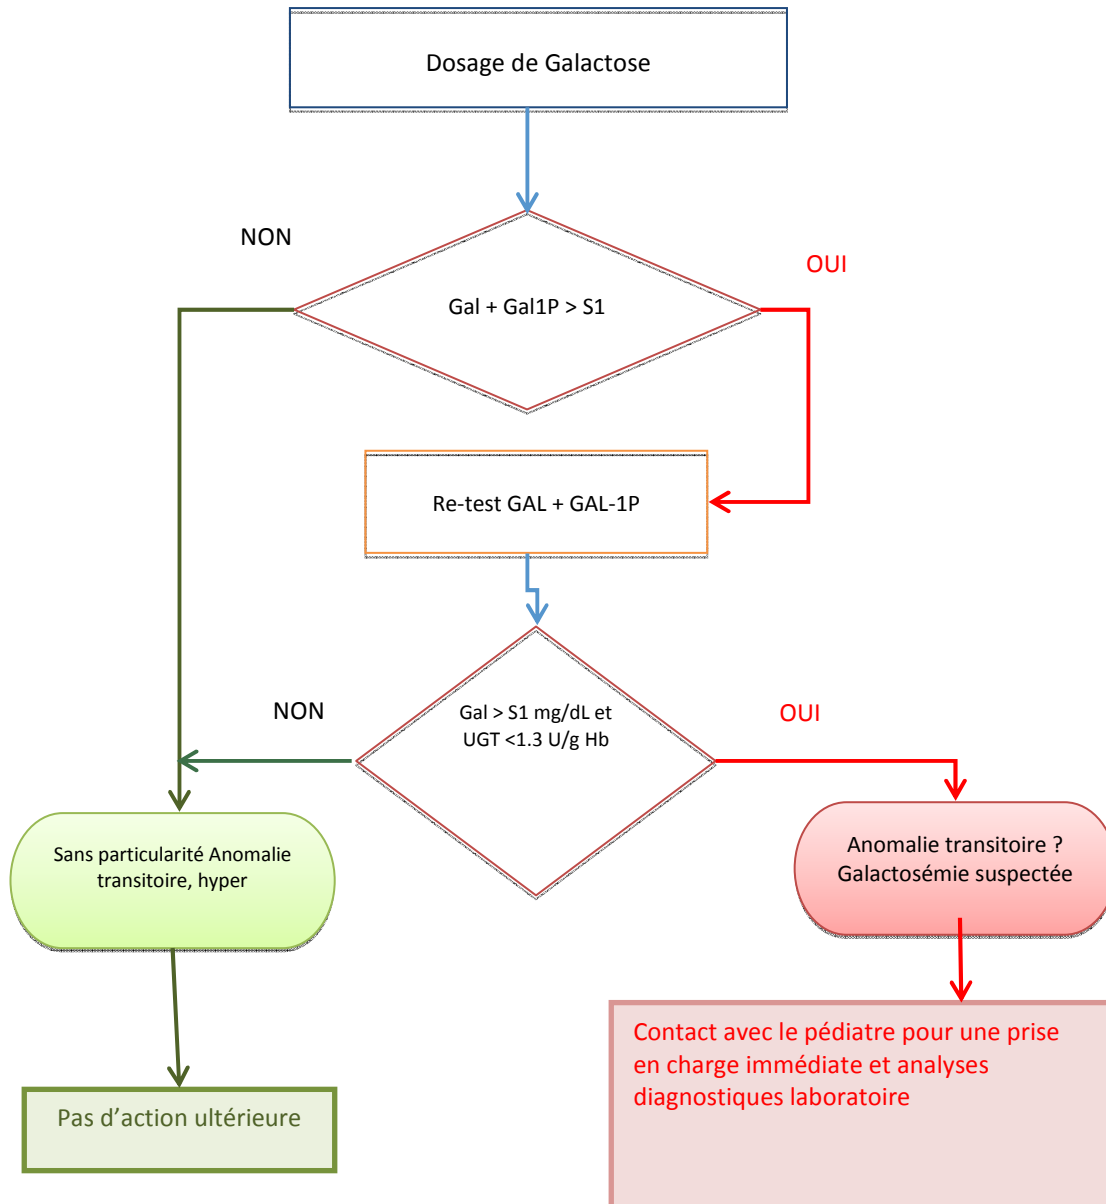 Dosage de Galactose
NON
OUI
Gal + Gal1P > S1
Re-test GAL + GAL-1P
NON
Gal > S1 mg/dL et
UGT <1.3 U/g Hb
OUI
Sans particularité Anomalie
transitoire, hyper
Anomalie transitoire ?
Galactosémie suspectée
Contact avec le pédiatre pour une prise
en charge immédiate et analyses
diagnostiques laboratoire
Pas d’action ultérieure